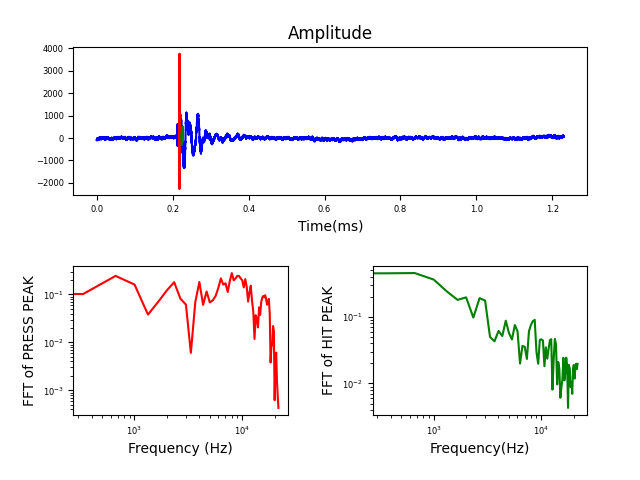 Amplitude
4000
3000
2000
1000
0
−1000
−2000
0.0 0.2 0.4 0.6 0.8 1.0 1.2
Time(ms)
FFT of PRESS PEAK
10⁻¹
10⁻²
10⁻³
10³ 10⁴
Frequency (Hz)
FFT of HIT PEAK
10⁻¹
10⁻²
10³ 10⁴
Frequency(Hz)